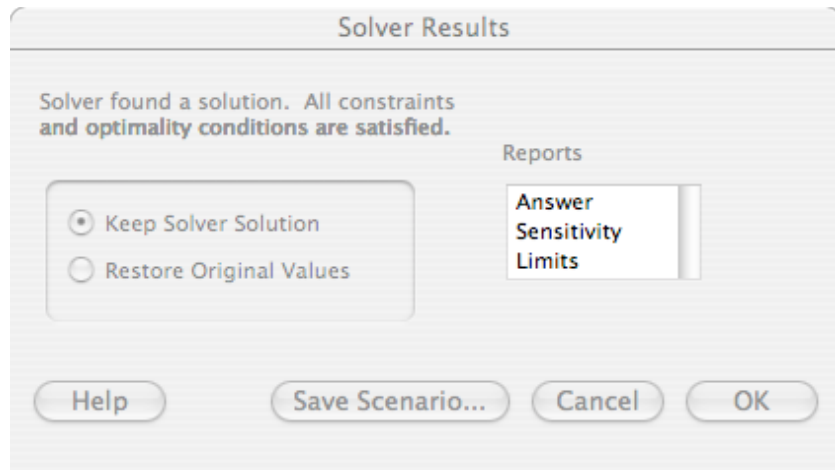 Solver Results
Solver found a solution. All constraints
and optimality conditions are satisfied.
Reports
Keep Solver Solution
Restore Original Values
Answer
Sensitivity
Limits
Help
Save Scenario...
Cancel
OK